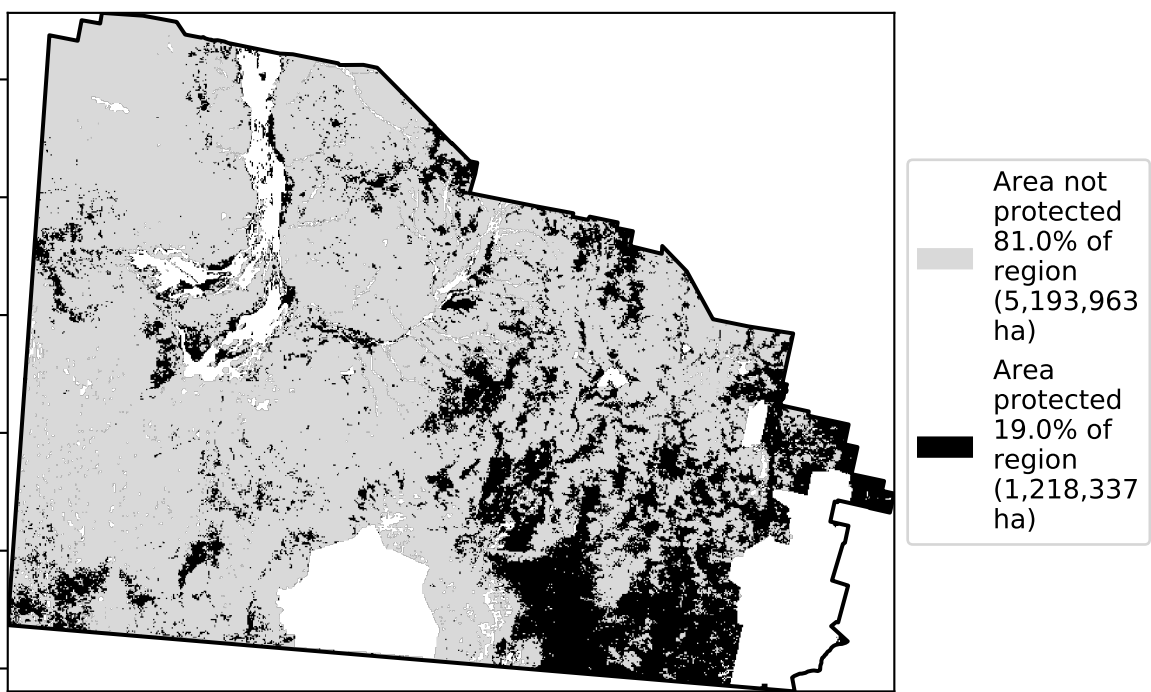 Area not
protected
81.0% of
region
(5,193,963
ha)
Area
protected
19.0% of
region
(1,218,337
ha)